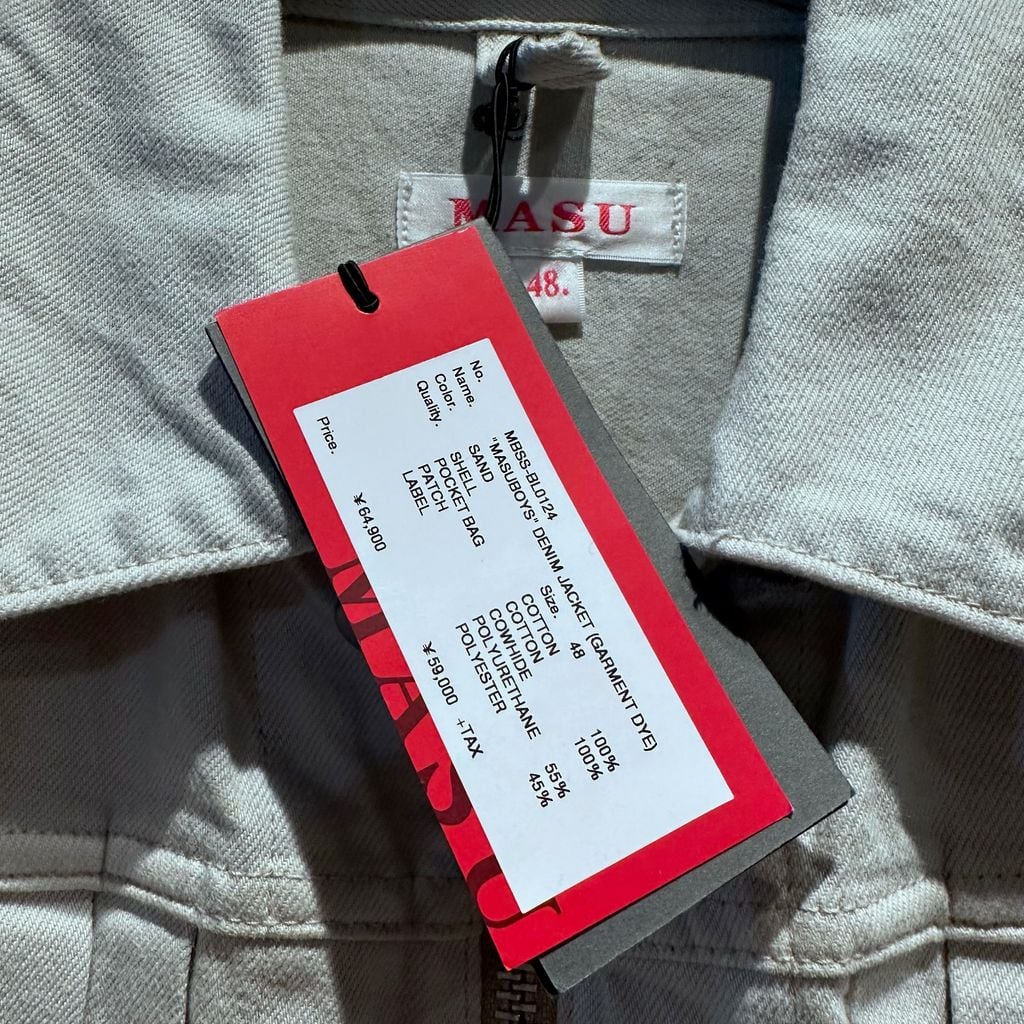 MASU
48.
No. MBSS-BL0124
Name. "MASUBOYS" DENIM JACKET (GARMENT DYE)
Color. SAND Size. 48
Quality. SHELL COTTON 100%
POCKET BAG COTTON 100%
PATCH COWHIDE
LABEL POLYURETHANE 55%
POLYESTER 45%
Price. ¥64,900 ¥59,000 +TAX
MASU